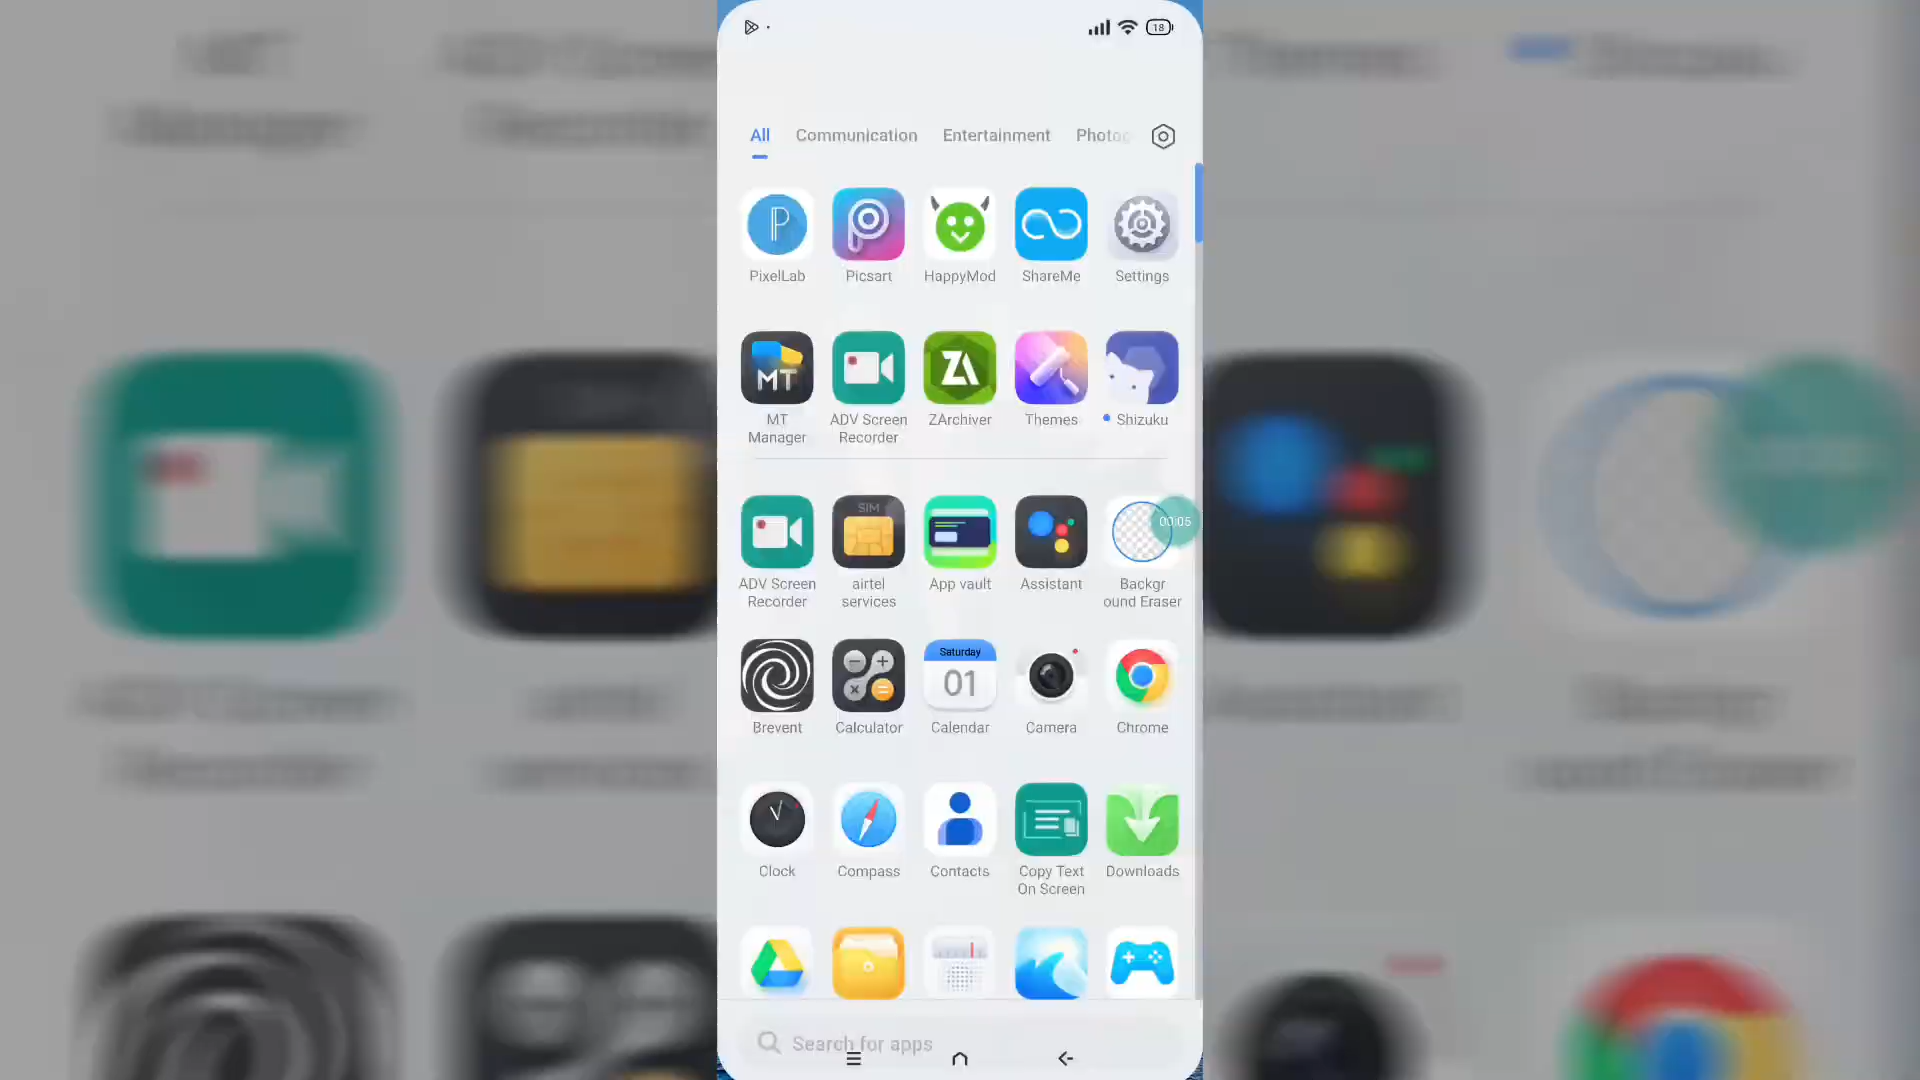 18
All Communication Entertainment Photo
PixelLab Picsart HappyMod ShareMe Settings
MT
MT ADV Screen ZArchiver Themes Shizuku
Manager Recorder
SIM
00:05
ADV Screen airtel App vault Assistant Backgr
Recorder services ound Eraser
Saturday
01
Brevent Calculator Calendar Camera Chrome
Clock Compass Contacts Copy Text Downloads
On Screen
Search for apps